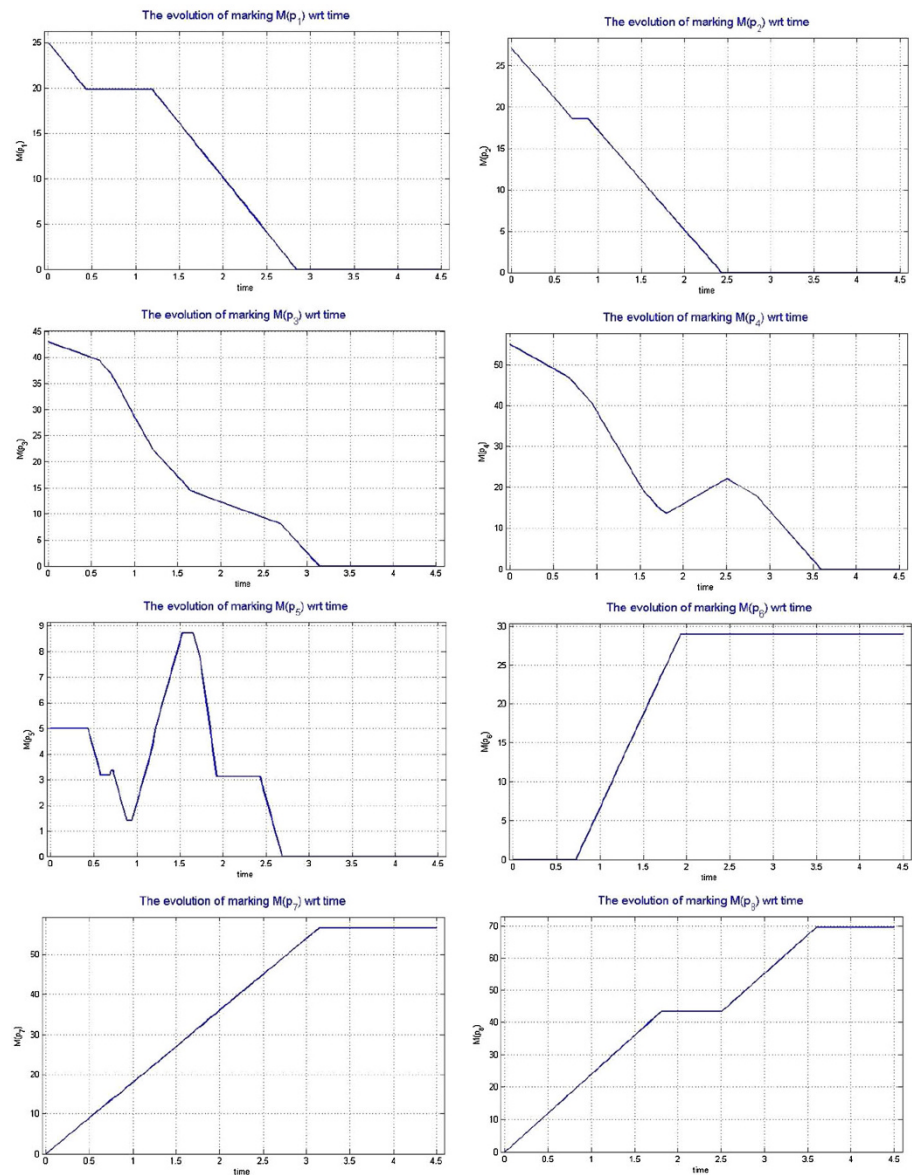 The evolution of marking M(p1) wrt time
25
20
15
10
5
0
M(p1)
0 0.5 1 1.5 2 2.5 3 3.5 4 4.5
time
The evolution of marking M(p2) wrt time
25
20
15
10
5
0
M(p2)
0 0.5 1 1.5 2 2.5 3 3.5 4 4.5
time
The evolution of marking M(p3) wrt time
45
40
35
30
25
20
15
10
5
0
M(p3)
0 0.5 1 1.5 2 2.5 3 3.5 4 4.5
time
The evolution of marking M(p4) wrt time
50
40
30
20
10
0
M(p4)
0 0.5 1 1.5 2 2.5 3 3.5 4 4.5
time
The evolution of marking M(p5) wrt time
9
8
7
6
5
4
3
2
1
0
M(p5)
0 0.5 1 1.5 2 2.5 3 3.5 4 4.5
time
The evolution of marking M(p6) wrt time
30
25
20
15
10
5
0
M(p6)
0 0.5 1 1.5 2 2.5 3 3.5 4 4.5
time
The evolution of marking M(p7) wrt time
50
40
30
20
10
0
M(p7)
0 0.5 1 1.5 2 2.5 3 3.5 4 4.5
time
The evolution of marking M(p8) wrt time
70
60
50
40
30
20
10
0
M(p8)
0 0.5 1 1.5 2 2.5 3 3.5 4 4.5
time